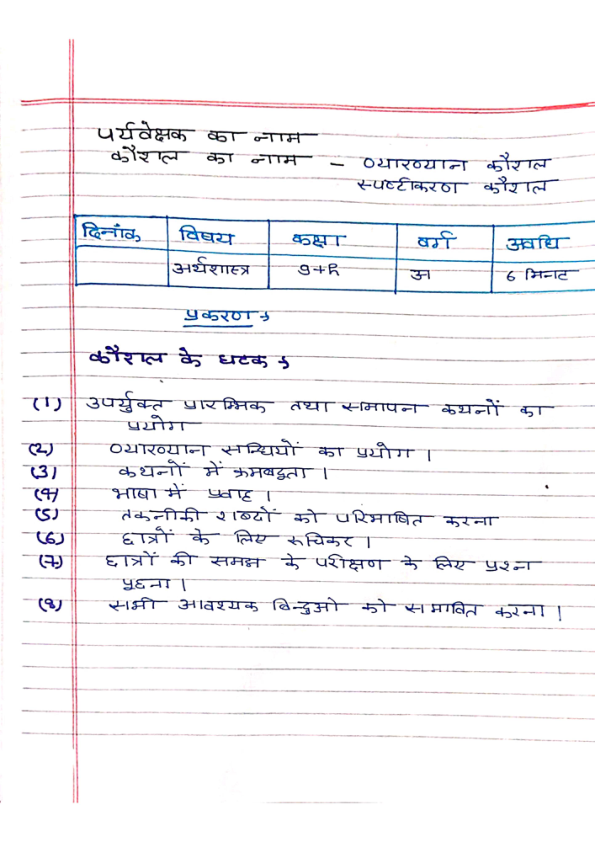 पर्यवेक्षक का नाम
कौशल का नाम - व्याख्यान कौशल
स्पष्टीकरण कौशल
दिनांक विषय कक्षा वर्ग अवधि
अर्थशास्त्र 9th अ 6 मिनट
प्रकरण →
कौशल के घटक →
(1) उपर्युक्त प्रारम्भिक तथा समापन कथनों का
प्रयोग
(2) व्याख्यान सन्धियों का प्रयोग ।
(3) कथनों में क्रमबद्धता ।
(4) भाषा में प्रवाह ।
(5) तकनीकी शब्दों को परिभाषित करना
(6) छात्रों के लिए रूचिकर ।
(7) छात्रों की समझ के परीक्षण के लिए प्रश्न
पूछना ।
(8) सभी आवश्यक बिन्दुओ को समावित करना ।